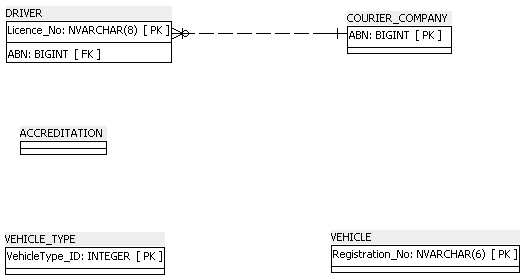 DRIVER
Licence_No: NVARCHAR(8) [ PK ]
ABN: BIGINT [ FK ]
COURIER_COMPANY
ABN: BIGINT [ PK ]
ACCREDITATION
VEHICLE_TYPE
VehicleType_ID: INTEGER [ PK ]
VEHICLE
Registration_No: NVARCHAR(6) [ PK ]